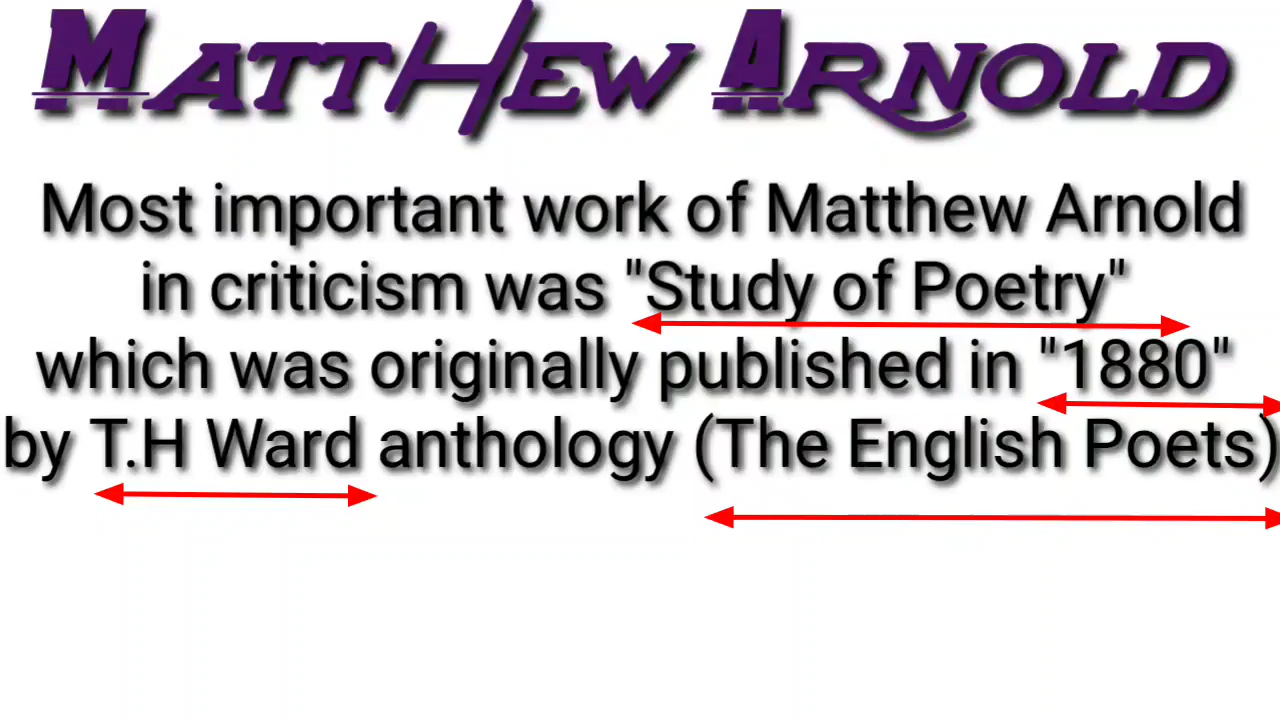 Matthew Arnold
Most important work of Matthew Arnold
in criticism was "Study of Poetry"
which was originally published in "1880"
by T.H Ward anthology (The English Poets)